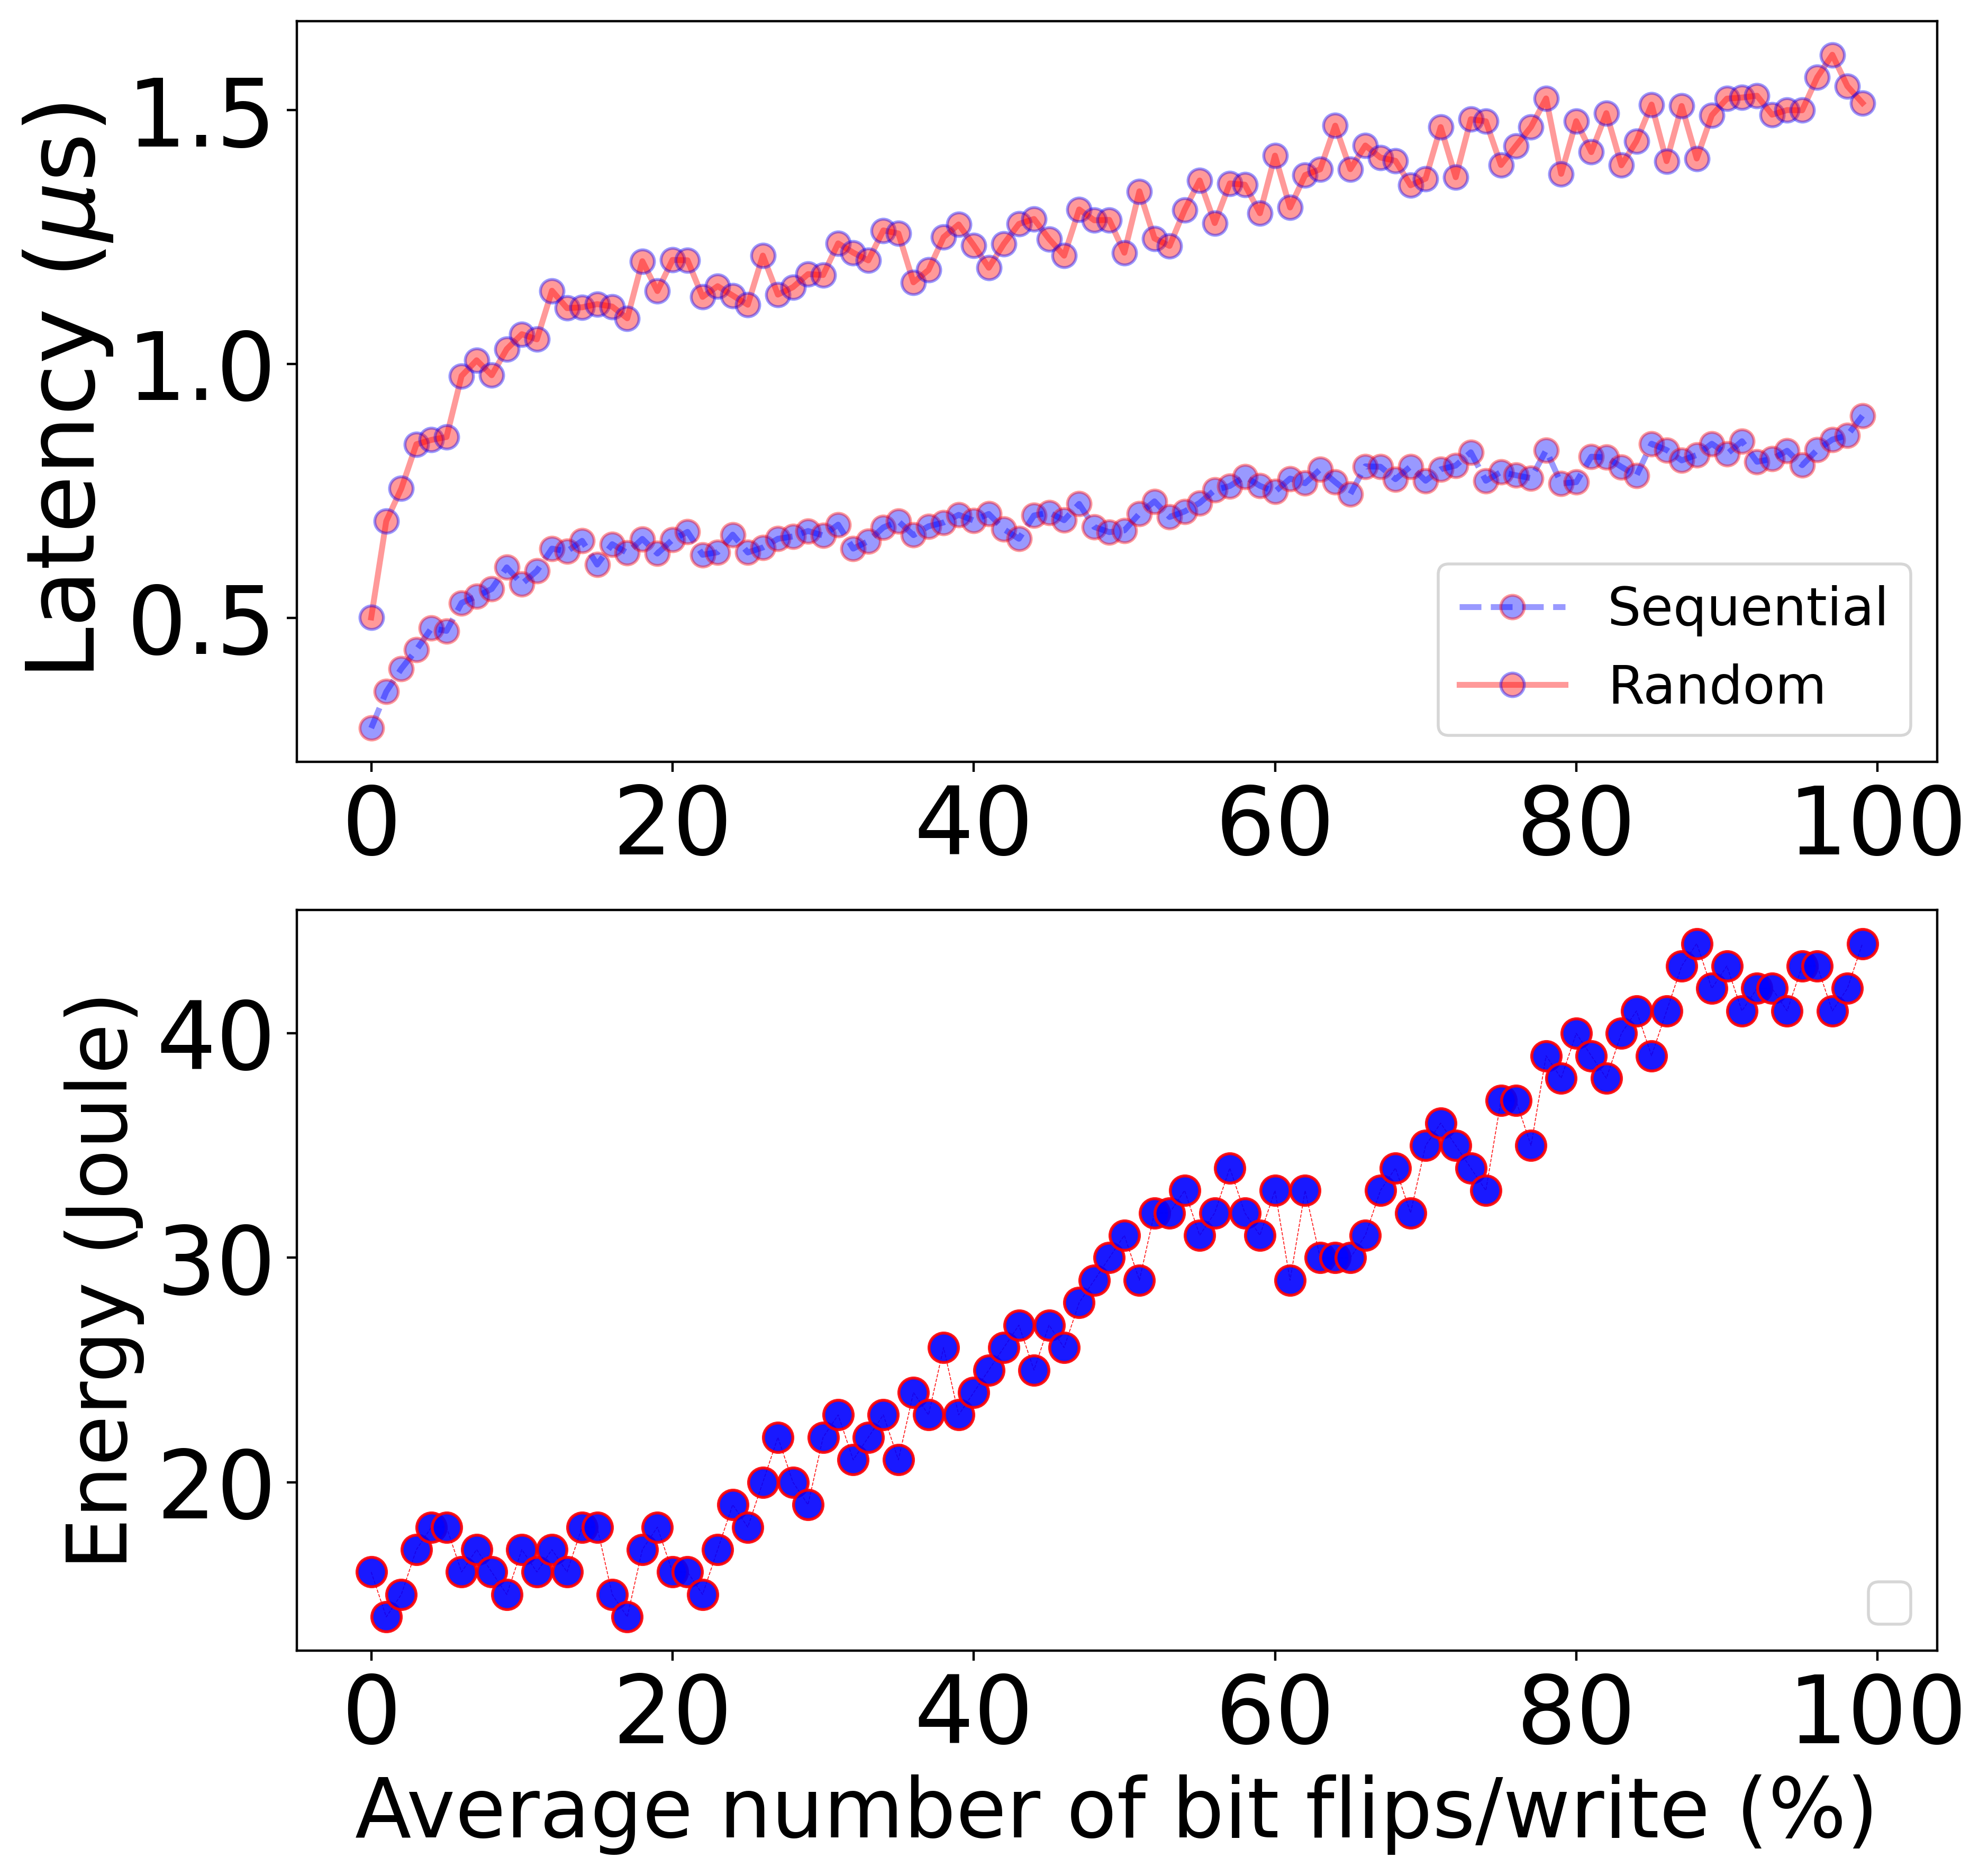 Latency (μs)
1.5
1.0
0.5
Sequential
Random
0 20 40 60 80 100
Energy (Joule)
40
30
20
0 20 40 60 80 100
Average number of bit flips/write (%)